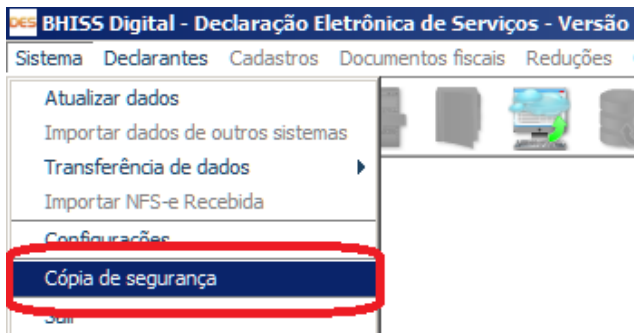 DES BHISS Digital - Declaração Eletrônica de Serviços - Versão
Sistema Declarantes Cadastros Documentos fiscais Reduções
Atualizar dados
Importar dados de outros sistemas
Transferência de dados
Importar NFS-e Recebida
Configurações
Cópia de segurança
Sair